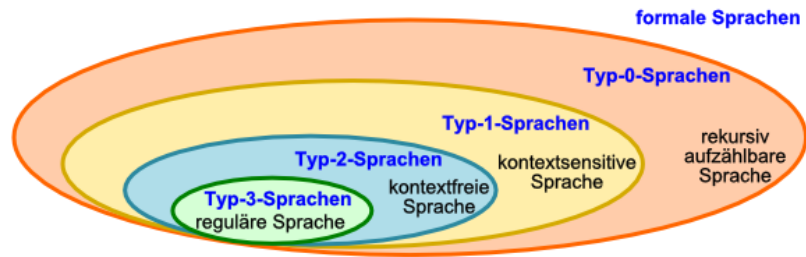 formale Sprachen
Typ-0-Sprachen
rekursiv
aufzählbare
Sprache
Typ-1-Sprachen
kontextsensitive
Sprache
Typ-2-Sprachen
kontextfreie
Sprache
Typ-3-Sprachen
reguläre Sprache